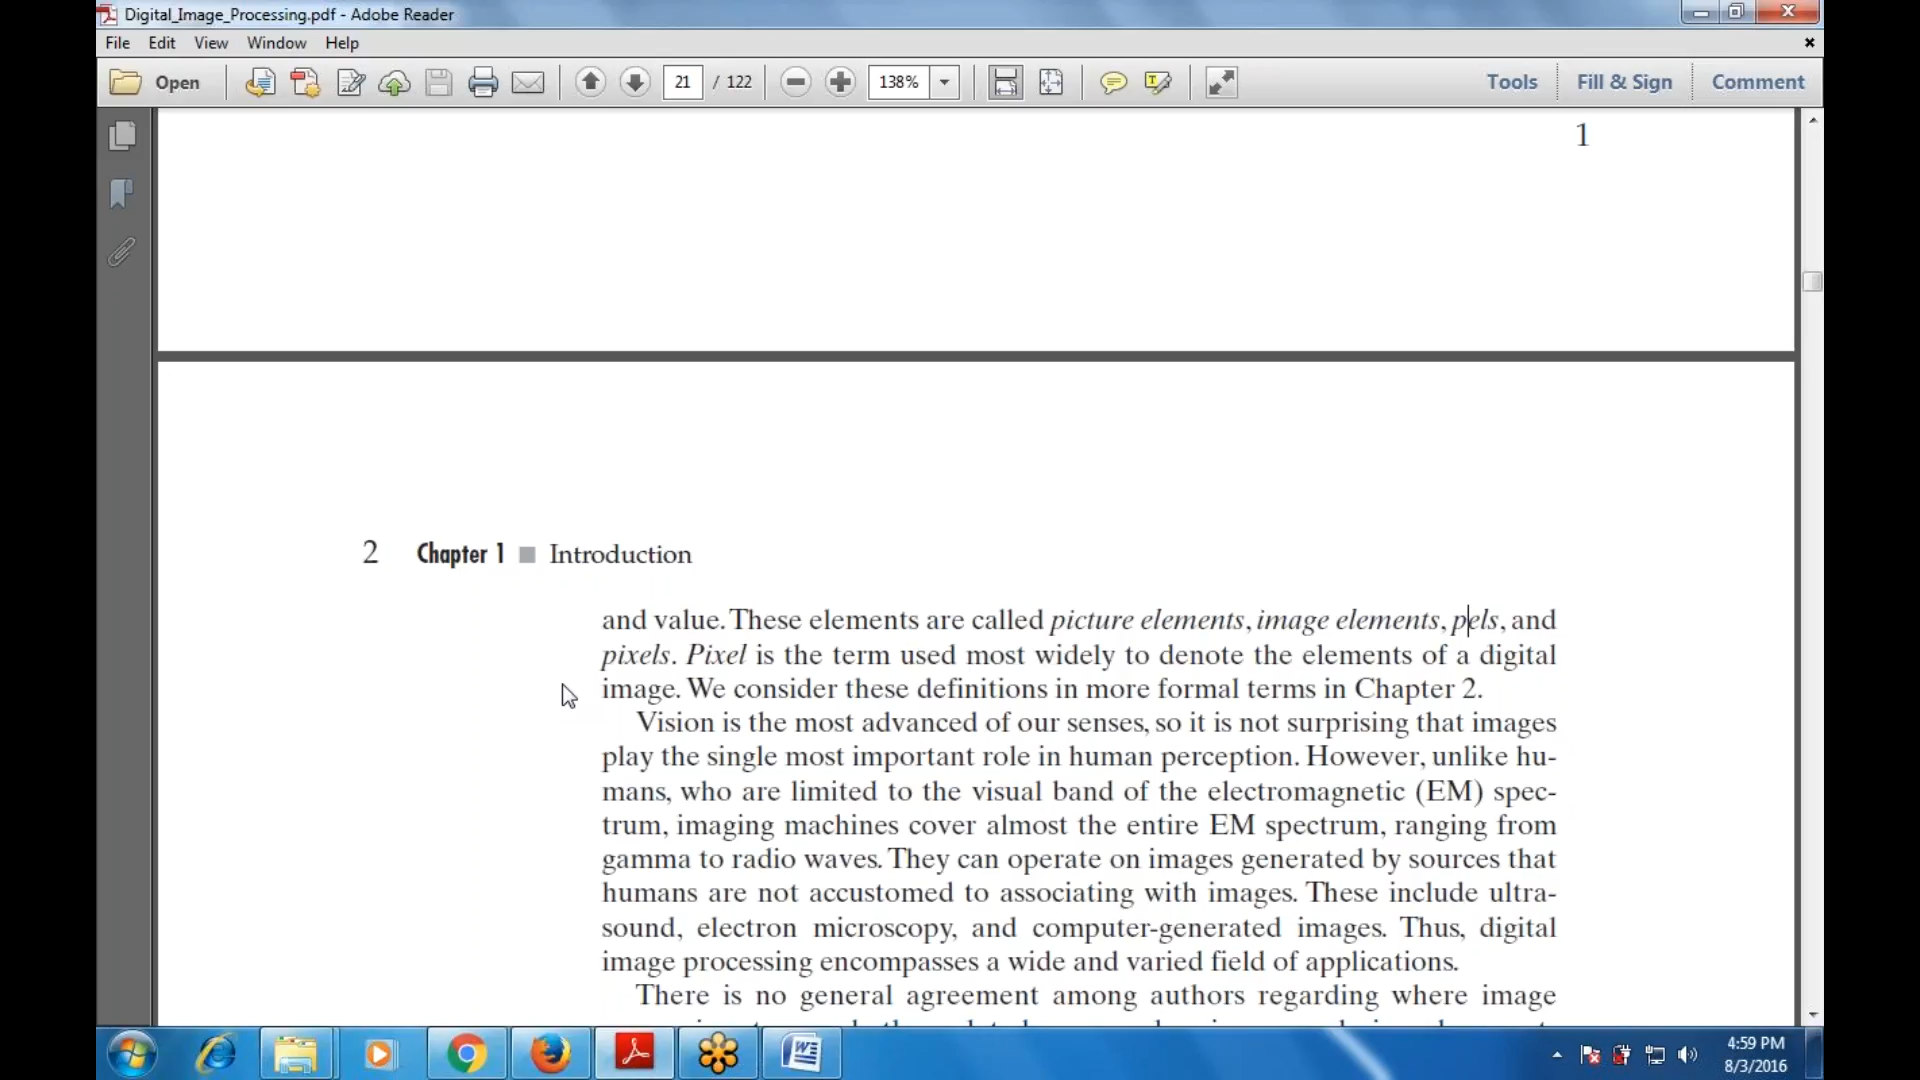 Digital_Image_Processing.pdf - Adobe Reader
File Edit View Window Help
Open 21 / 122 138% Tools Fill & Sign Comment
1
2 Chapter 1 Introduction
and value. These elements are called picture elements, image elements, pels, and
pixels. Pixel is the term used most widely to denote the elements of a digital
image. We consider these definitions in more formal terms in Chapter 2.
Vision is the most advanced of our senses, so it is not surprising that images
play the single most important role in human perception. However, unlike hu-
mans, who are limited to the visual band of the electromagnetic (EM) spec-
trum, imaging machines cover almost the entire EM spectrum, ranging from
gamma to radio waves. They can operate on images generated by sources that
humans are not accustomed to associating with images. These include ultra-
sound, electron microscopy, and computer-generated images. Thus, digital
image processing encompasses a wide and varied field of applications.
There is no general agreement among authors regarding where image
4:59 PM
8/3/2016